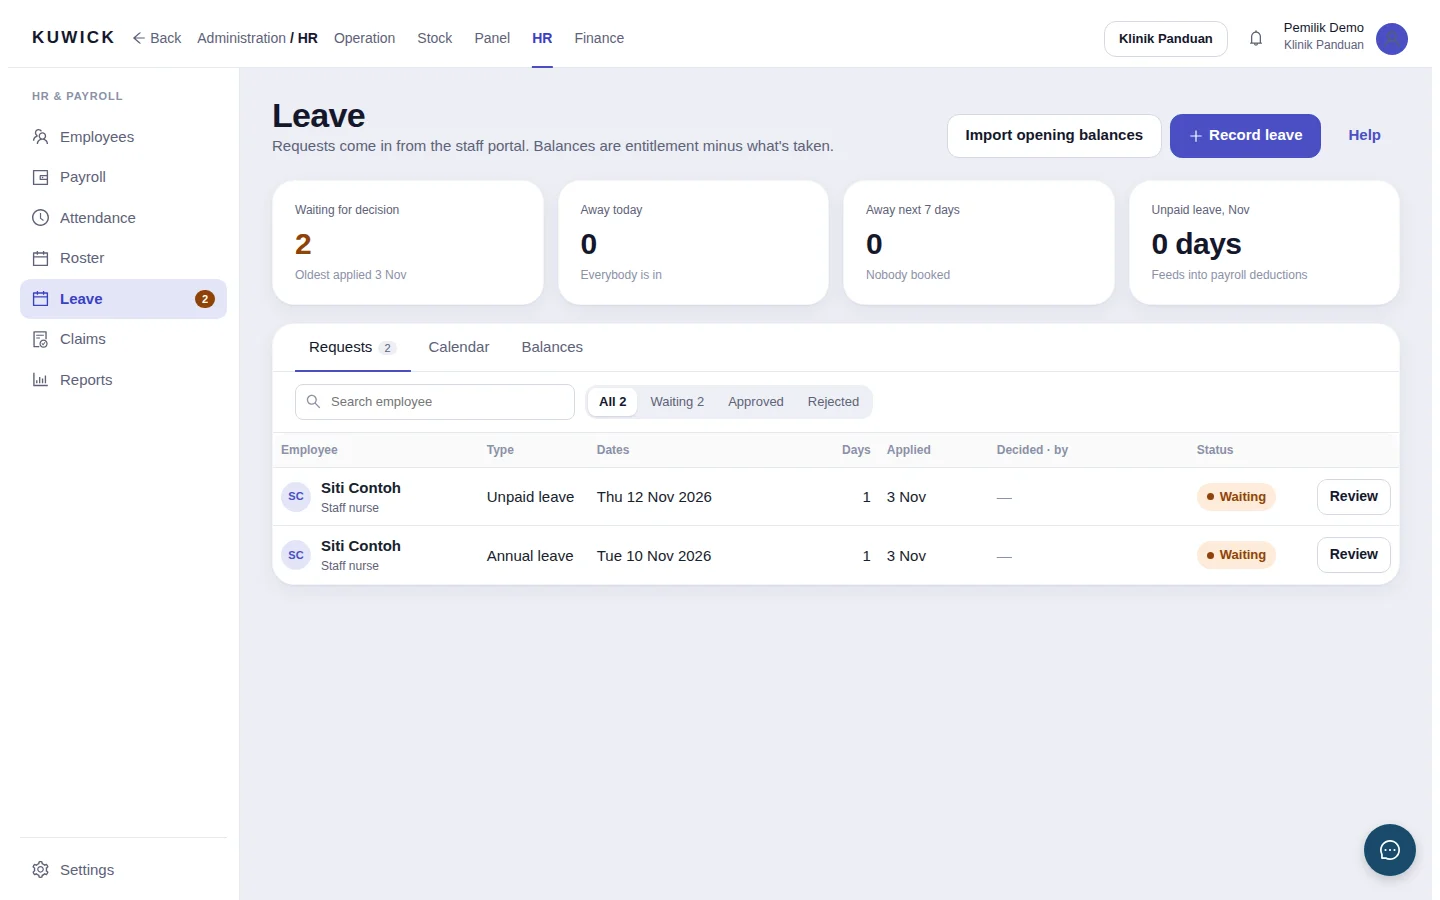 KUWICK
Back
Administration / HR
Operation
Stock
Panel
HR
Finance
Klinik Panduan
Pemilik Demo
Klinik Panduan
HR & PAYROLL
Employees
Payroll
Attendance
Roster
Leave 2
Claims
Reports
Settings
Leave
Requests come in from the staff portal. Balances are entitlement minus what's taken.
Import opening balances
Record leave
Help
Waiting for decision
2
Oldest applied 3 Nov
Away today
0
Everybody is in
Away next 7 days
0
Nobody booked
Unpaid leave, Nov
0 days
Feeds into payroll deductions
Requests 2
Calendar
Balances
Search employee
All 2
Waiting 2
Approved
Rejected
Employee Type Dates Days Applied Decided · by Status
SC Siti Contoh Unpaid leave Thu 12 Nov 2026 1 3 Nov — Waiting Review
Staff nurse
SC Siti Contoh Annual leave Tue 10 Nov 2026 1 3 Nov — Waiting Review
Staff nurse